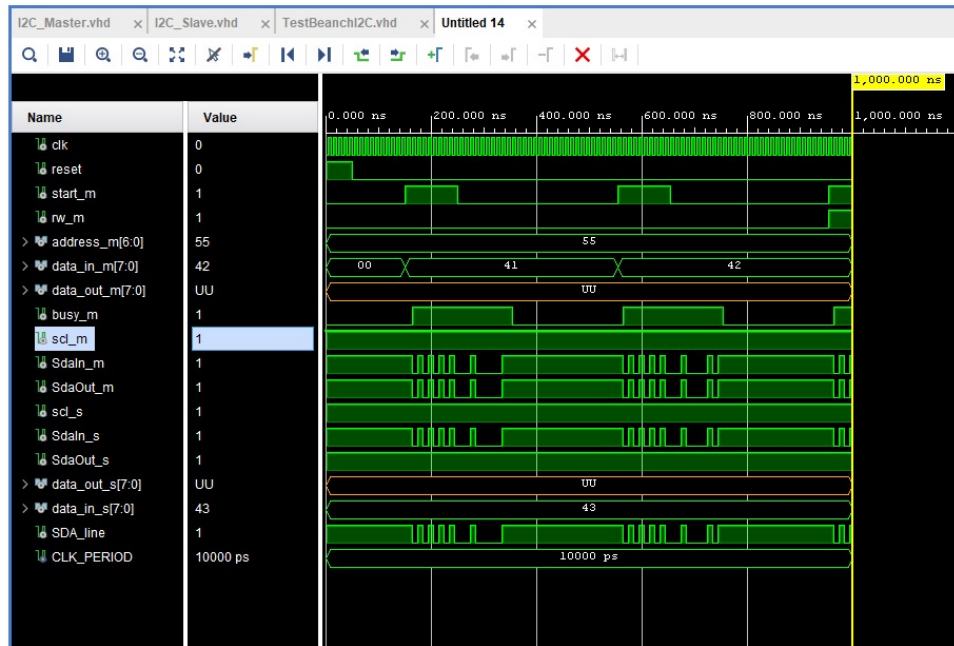 I2C_Master.vhd × I2C_Slave.vhd × TestBeanchI2C.vhd × Untitled 14 ×
1,000.000 ns
Name Value 0.000 ns 200.000 ns 400.000 ns 600.000 ns 800.000 ns 1,000.000 ns
clk 0
reset 0
start_m 1
rw_m 1
address_m[6:0] 55 55
data_in_m[7:0] 42 00 41 42
data_out_m[7:0] UU UU
busy_m 1
scl_m 1
SdaIn_m 1
SdaOut_m 1
scl_s 1
SdaIn_s 1
SdaOut_s 1
data_out_s[7:0] UU UU
data_in_s[7:0] 43 43
SDA_line 1
CLK_PERIOD 10000 ps 10000 ps